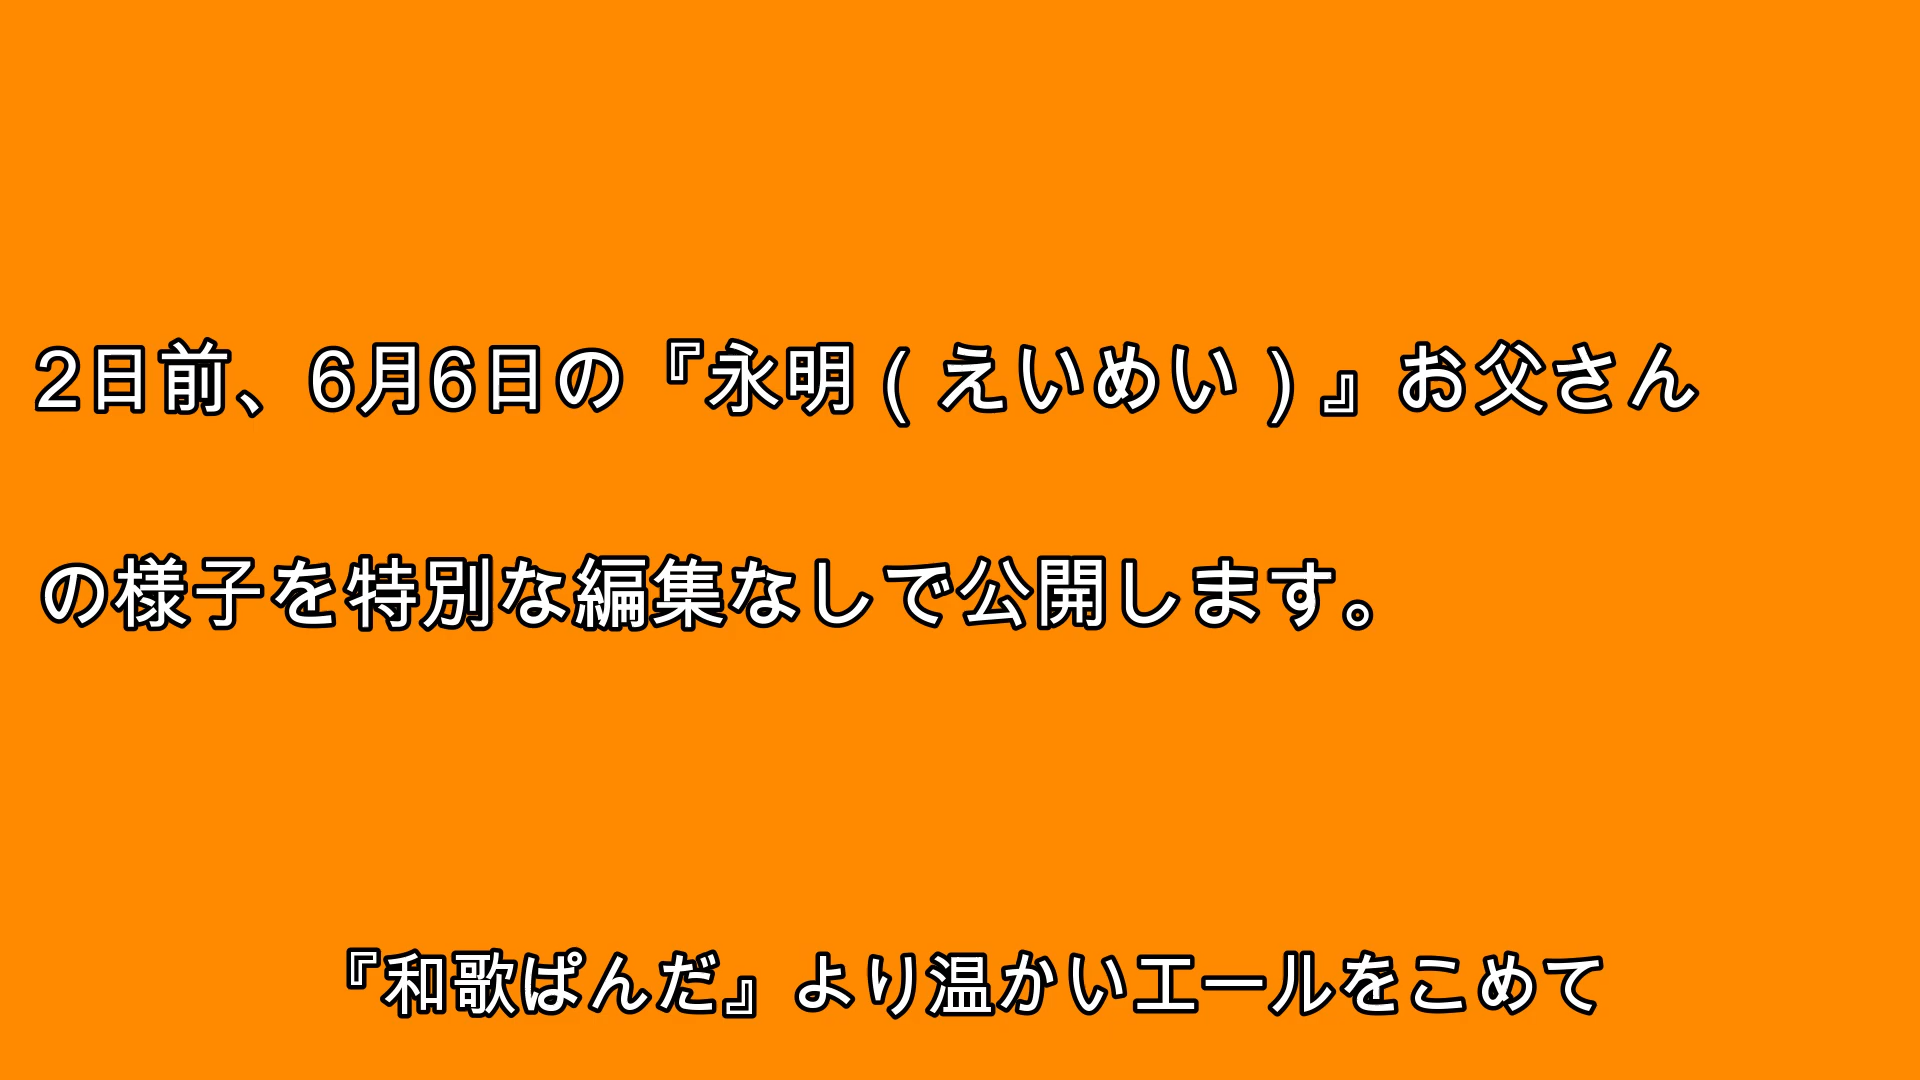 2日前、6月6日の『永明(えいめい)』お父さん
の様子を特別な編集なしで公開します。
『和歌ぱんだ』より温かいエールをこめて